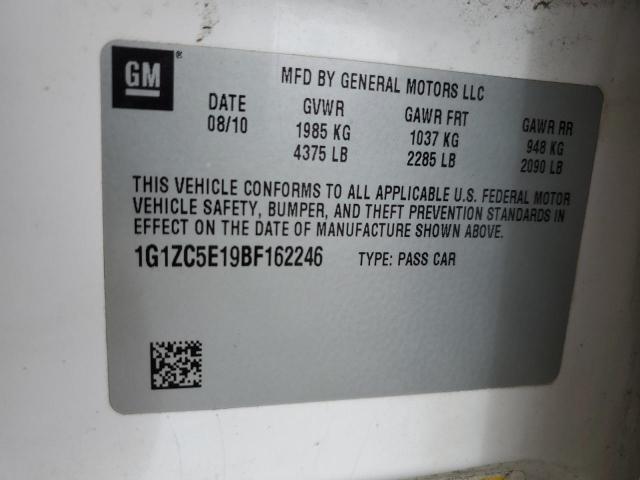 GM ®
MFD BY GENERAL MOTORS LLC
DATE GVWR GAWR FRT GAWR RR
08/10 1985 KG 1037 KG 948 KG
4375 LB 2285 LB 2090 LB
THIS VEHICLE CONFORMS TO ALL APPLICABLE U.S. FEDERAL MOTOR
VEHICLE SAFETY, BUMPER, AND THEFT PREVENTION STANDARDS IN
EFFECT ON THE DATE OF MANUFACTURE SHOWN ABOVE.
1G1ZC5E19BF162246 TYPE: PASS CAR